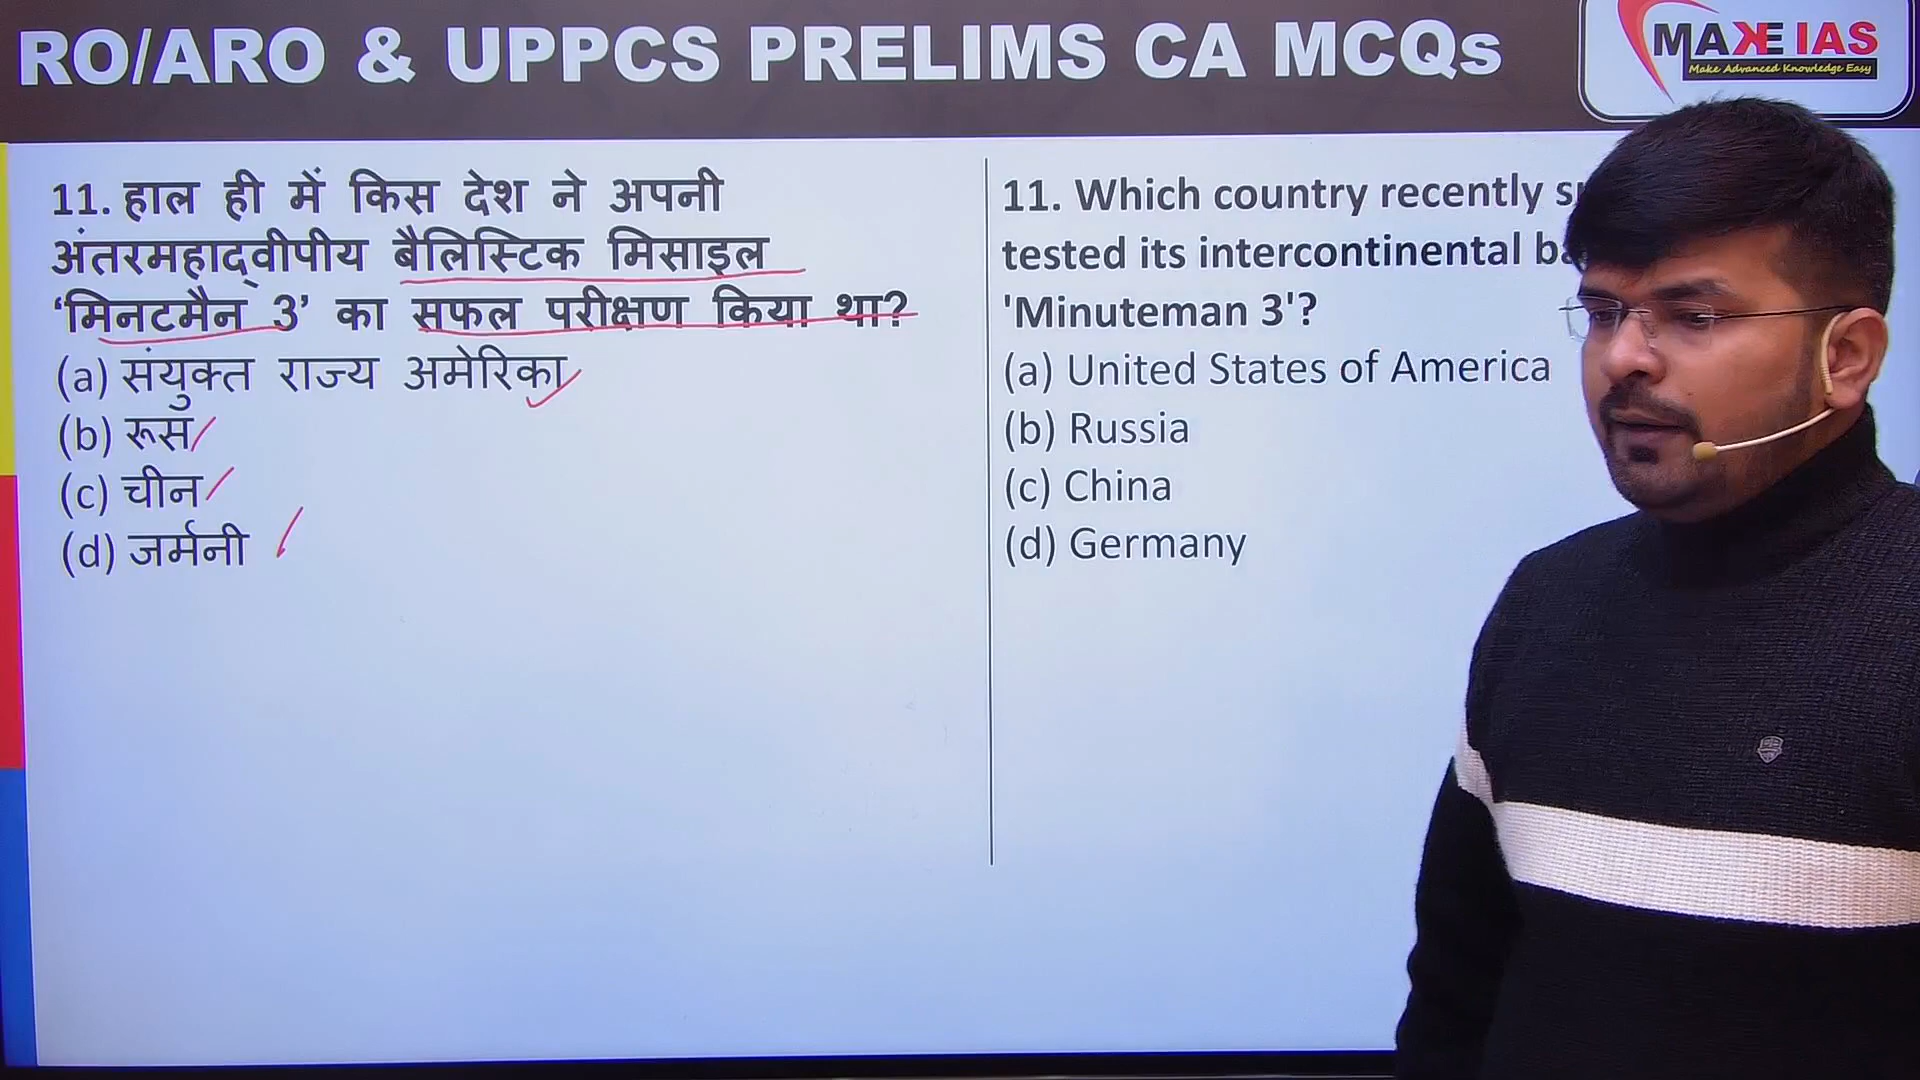 RO/ARO & UPPCS PRELIMS CA MCQs
MAKE IAS
Make Advanced Knowledge Easy
11. हाल ही में किस देश ने अपनी
अंतरमहाद्वीपीय बैलिस्टिक मिसाइल
‘मिनटमैन 3’ का सफल परीक्षण किया था?
(a) संयुक्त राज्य अमेरिका
(b) रूस
(c) चीन
(d) जर्मनी
11. Which country recently
tested its intercontinental
'Minuteman 3'?
(a) United States of America
(b) Russia
(c) China
(d) Germany